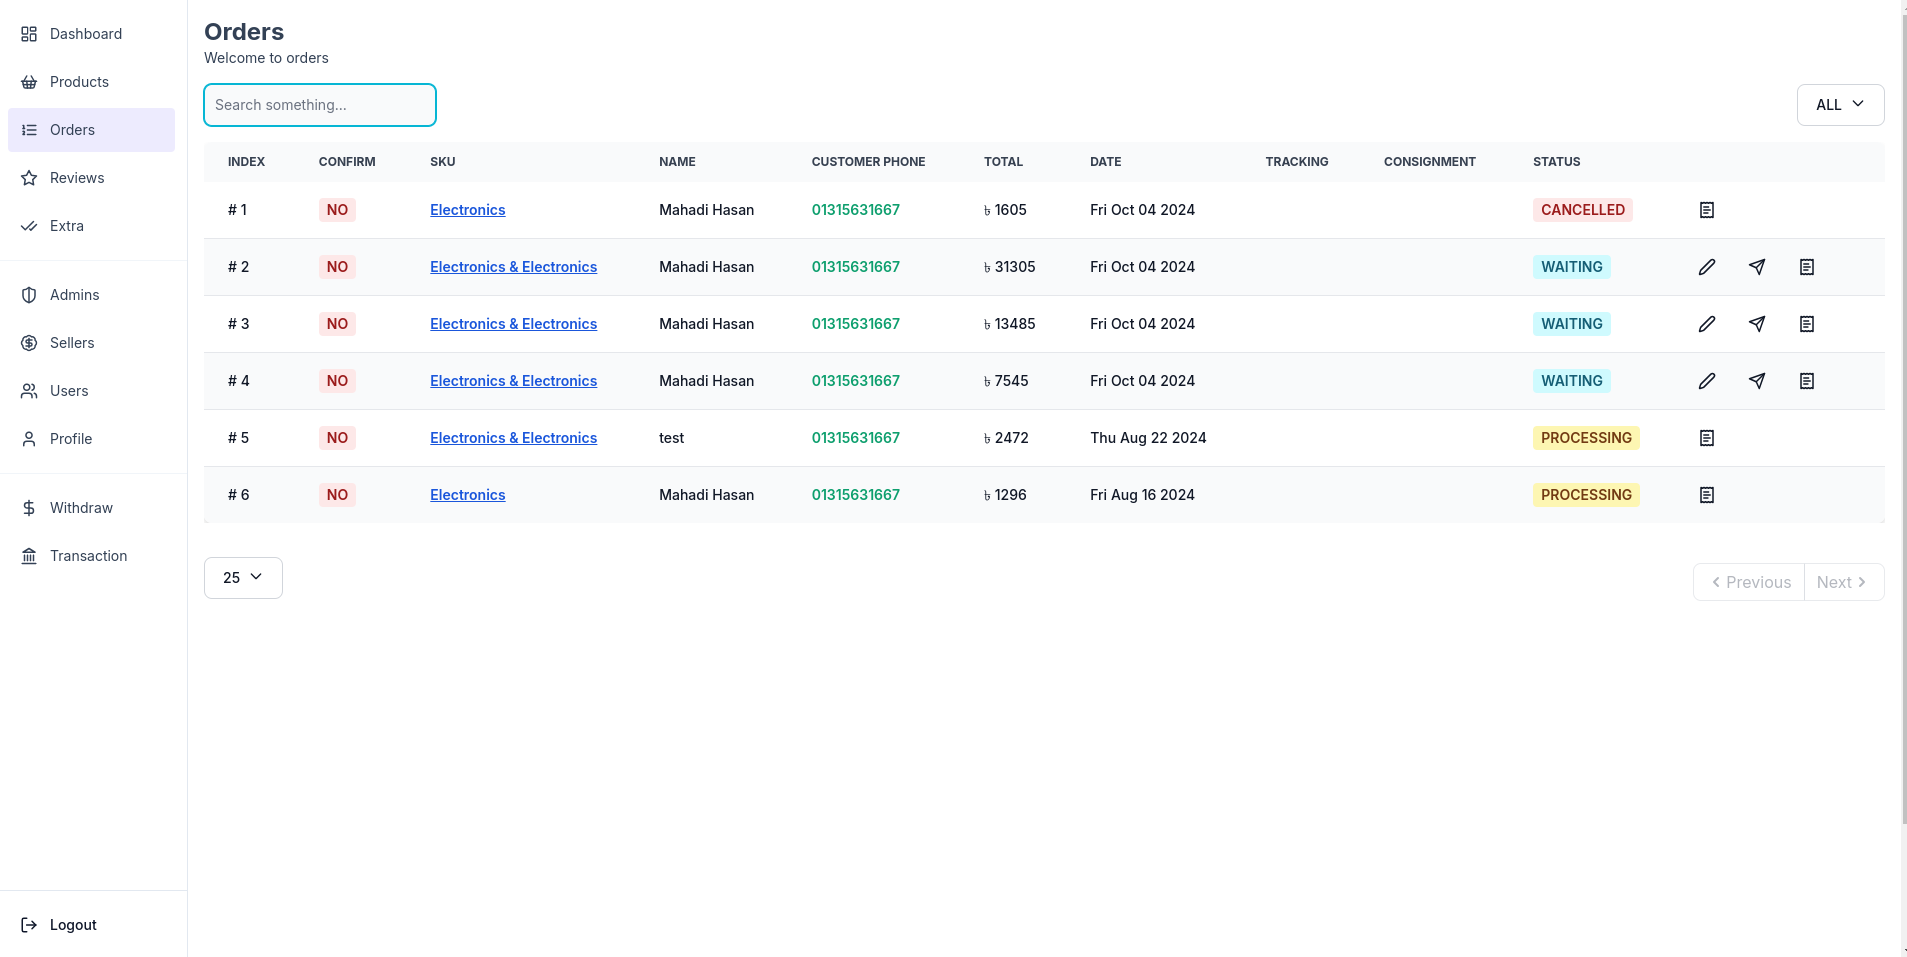 Dashboard
Products
Orders
Reviews
Extra
Admins
Sellers
Users
Profile
Withdraw
Transaction
Logout
Orders
Welcome to orders
Search something...
ALL
INDEX CONFIRM SKU NAME CUSTOMER PHONE TOTAL DATE TRACKING CONSIGNMENT STATUS
# 1 NO Electronics Mahadi Hasan 01315631667 ৳ 1605 Fri Oct 04 2024 CANCELLED
# 2 NO Electronics & Electronics Mahadi Hasan 01315631667 ৳ 31305 Fri Oct 04 2024 WAITING
# 3 NO Electronics & Electronics Mahadi Hasan 01315631667 ৳ 13485 Fri Oct 04 2024 WAITING
# 4 NO Electronics & Electronics Mahadi Hasan 01315631667 ৳ 7545 Fri Oct 04 2024 WAITING
# 5 NO Electronics & Electronics test 01315631667 ৳ 2472 Thu Aug 22 2024 PROCESSING
# 6 NO Electronics Mahadi Hasan 01315631667 ৳ 1296 Fri Aug 16 2024 PROCESSING
25
Previous Next